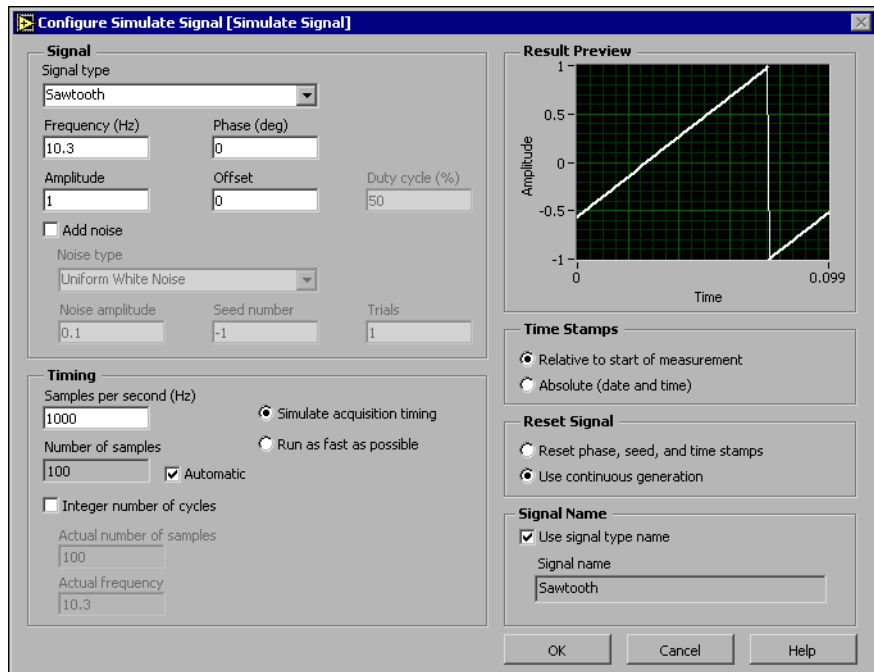 Configure Simulate Signal [Simulate Signal]
Signal
Signal type
Sawtooth
Frequency (Hz) Phase (deg)
10.3 0
Amplitude Offset Duty cycle (%)
1 0 50
Add noise
Noise type
Uniform White Noise
Noise amplitude Seed number Trials
0.1 -1 1
Timing
Samples per second (Hz)
1000
Simulate acquisition timing
Run as fast as possible
Number of samples
100 Automatic
Integer number of cycles
Actual number of samples
100
Actual frequency
10.3
Result Preview
1
0.5
0
-0.5
-1
Amplitude
0 0.099
Time
Time Stamps
Relative to start of measurement
Absolute (date and time)
Reset Signal
Reset phase, seed, and time stamps
Use continuous generation
Signal Name
Use signal type name
Signal name
Sawtooth
OK Cancel Help